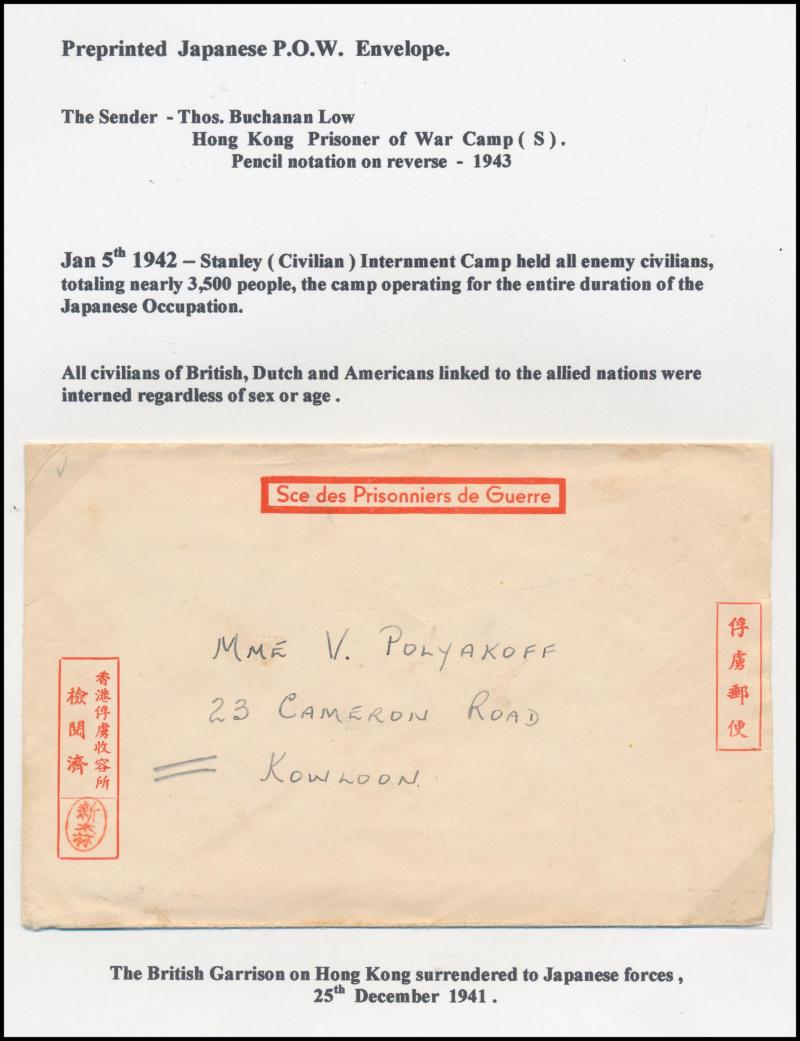 Preprinted Japanese P.O.W. Envelope.
The Sender - Thos. Buchanan Low
Hong Kong Prisoner of War Camp ( S ) .
Pencil notation on reverse - 1943
Jan 5th 1942 – Stanley ( Civilian ) Internment Camp held all enemy civilians,
totaling nearly 3,500 people, the camp operating for the entire duration of the
Japanese Occupation.
All civilians of British, Dutch and Americans linked to the allied nations were
interned regardless of sex or age .
Sce des Prisonniers de Guerre
俘虜郵便
MME V. POLYAKOFF
23 CAMERON ROAD
KOWLOON.
香港俘虜收容所
檢閱濟
The British Garrison on Hong Kong surrendered to Japanese forces ,
25th December 1941 .